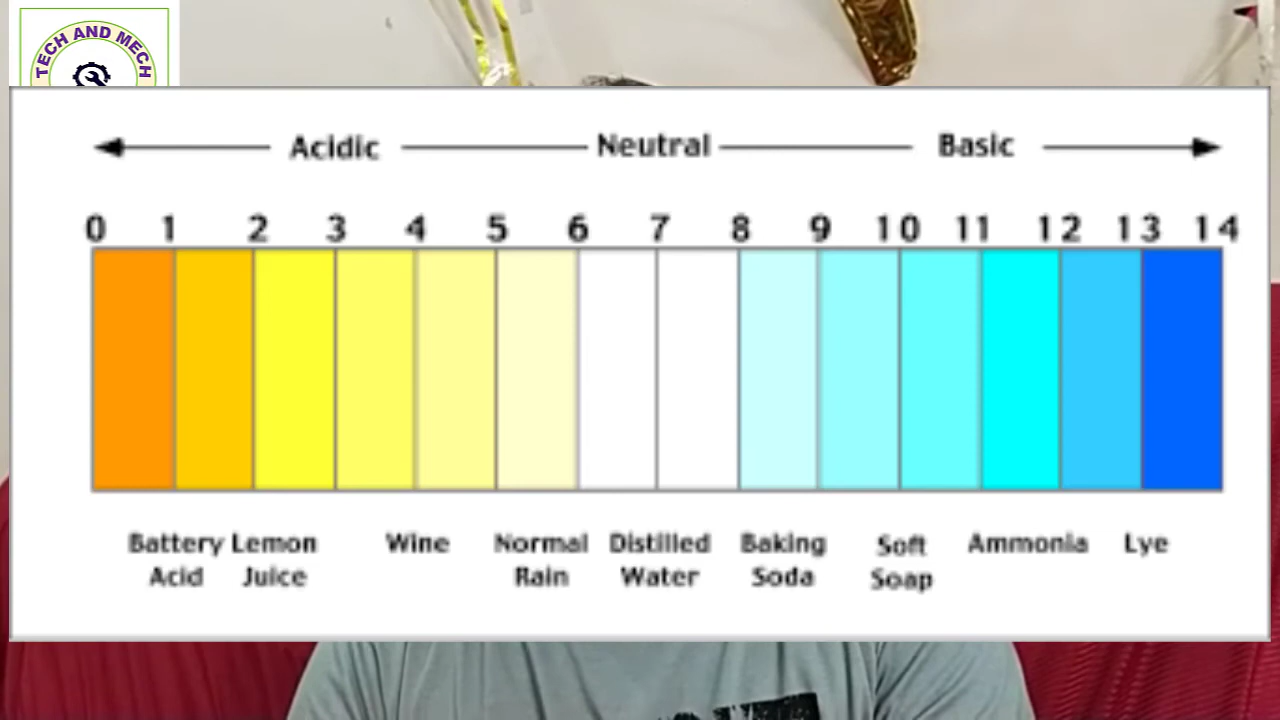 TECH AND MECH
Acidic Neutral Basic
0 1 2 3 4 5 6 7 8 9 10 11 12 13 14
Battery Lemon Wine Normal Distilled Baking Soft Ammonia Lye
Acid Juice Rain Water Soda Soap